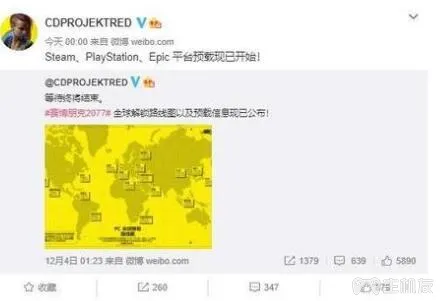 CDPROJEKTRED
今天 00:00 来自 微博 weibo.com
Steam、PlayStation、Epic 平台预载现已开始!
@CDPROJEKTRED
等待终将结束。
#赛博朋克2077# 全球解锁路线图以及预载信息现已公布!
12月4日 01:23 来自 微博 weibo.com
1379
639
5890
收藏
260
347